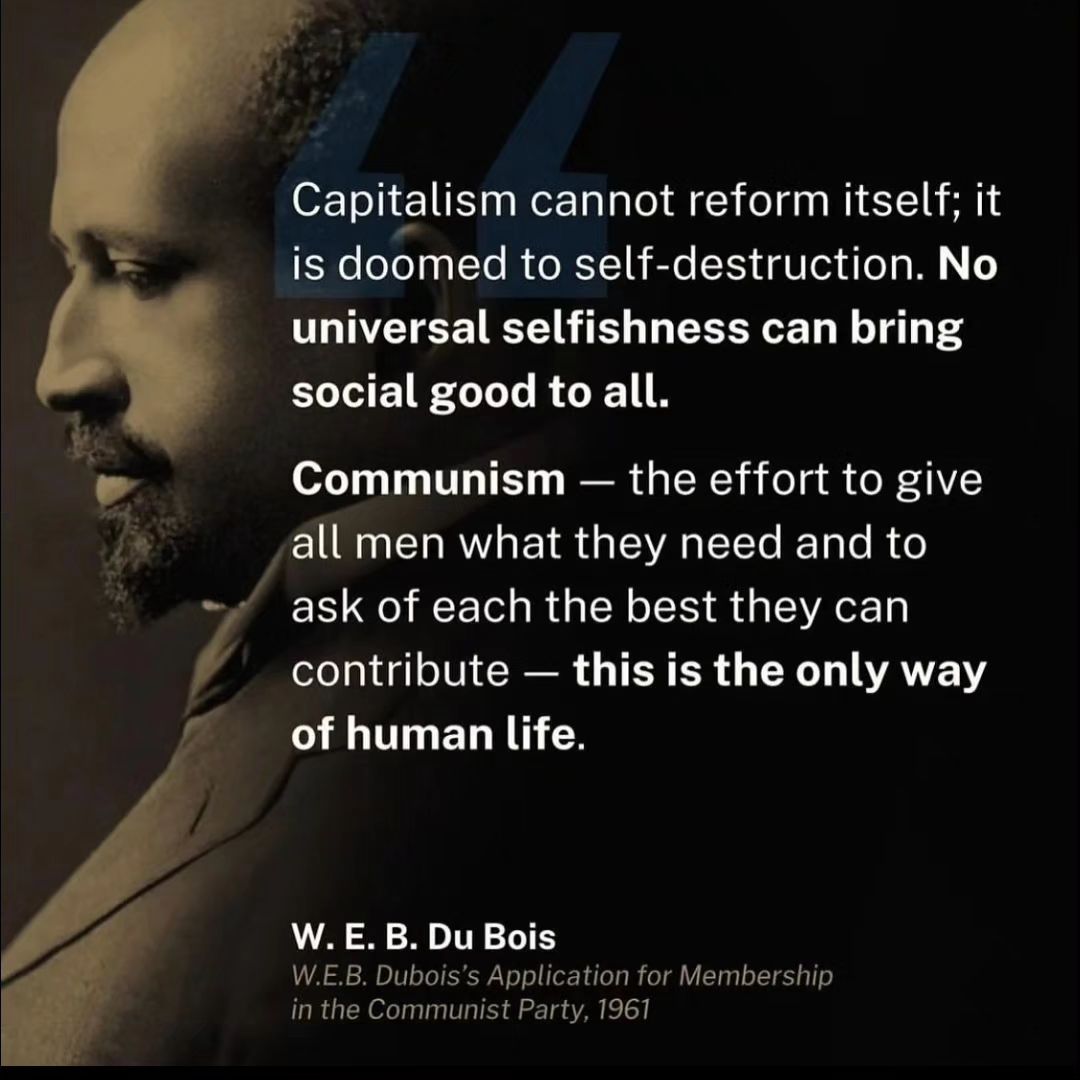 Capitalism cannot reform itself; it
is doomed to self-destruction. No
universal selfishness can bring
social good to all.
Communism — the effort to give
all men what they need and to
ask of each the best they can
contribute — this is the only way
of human life.
W. E. B. Du Bois
W.E.B. Dubois's Application for Membership
in the Communist Party, 1961